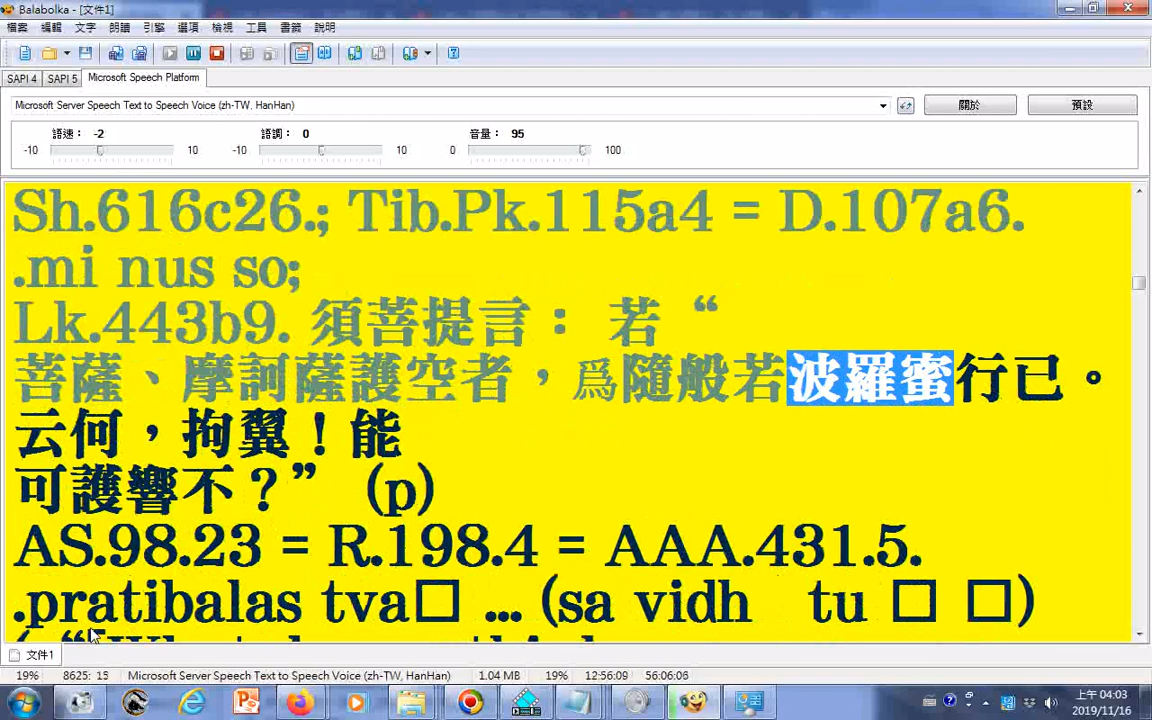 Balabolka - [文件1]
檔案 編輯 文字 朗讀 引擎 選項 檢視 工具 書籤 說明
SAPI 4 SAPI 5 Microsoft Speech Platform
Microsoft Server Speech Text to Speech Voice (zh-TW, HanHan) 關於 預設
語速： -2 語調： 0 音量： 95
-10 10 -10 10 0 100
Sh.616c26.; Tib.Pk.115a4 = D.107a6.
.mi nus so;
Lk.443b9. 須菩提言： 若“
菩薩、摩訶薩護空者，爲隨般若波羅蜜行已。
云何，拘翼！能
可護響不？” (p)
AS.98.23 = R.198.4 = AAA.431.5.
.pratibalas tva□ ... (sa vidh tu □ □)
文件1
19% 8625: 15 Microsoft Server Speech Text to Speech Voice (zh-TW, HanHan) 1.04 MB 19% 12:56:09 56:06:06
上午 04:03
2019/11/16